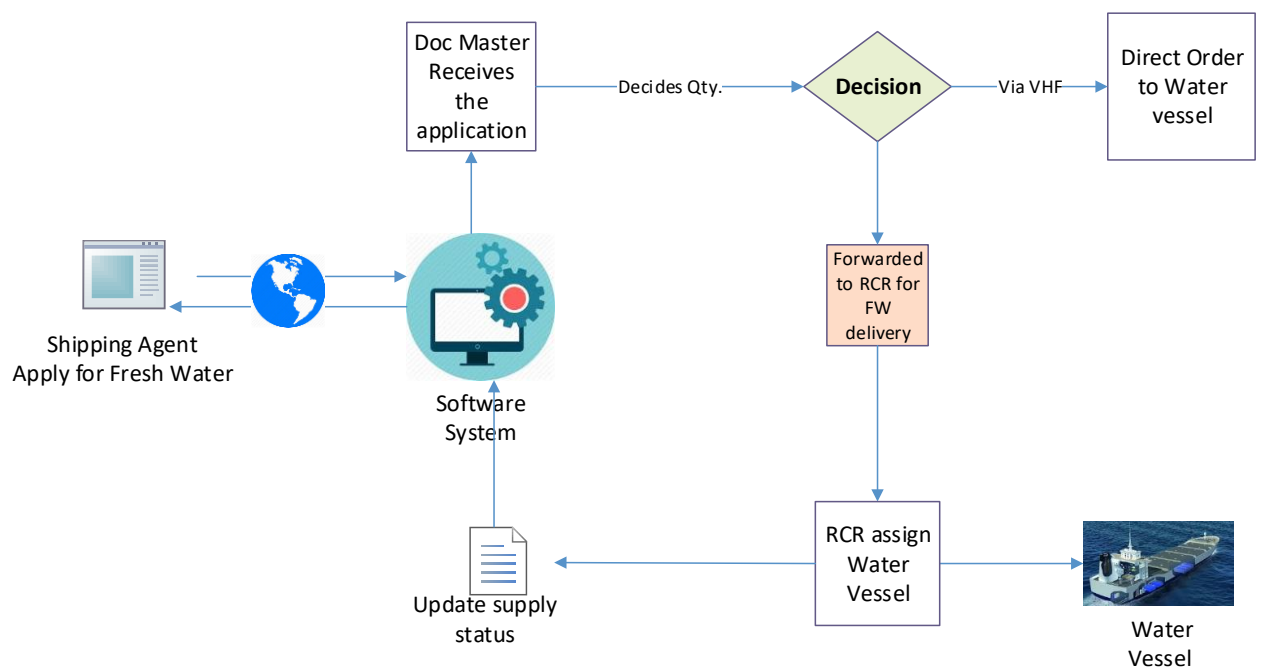 Doc Master
Receives
the
application
Decides Qty.
Decision
Via VHF
Direct Order
to Water
vessel
Shipping Agent
Apply for Fresh Water
Software
System
Forwarded
to RCR for
FW
delivery
Update supply
status
RCR assign
Water
Vessel
Water
Vessel